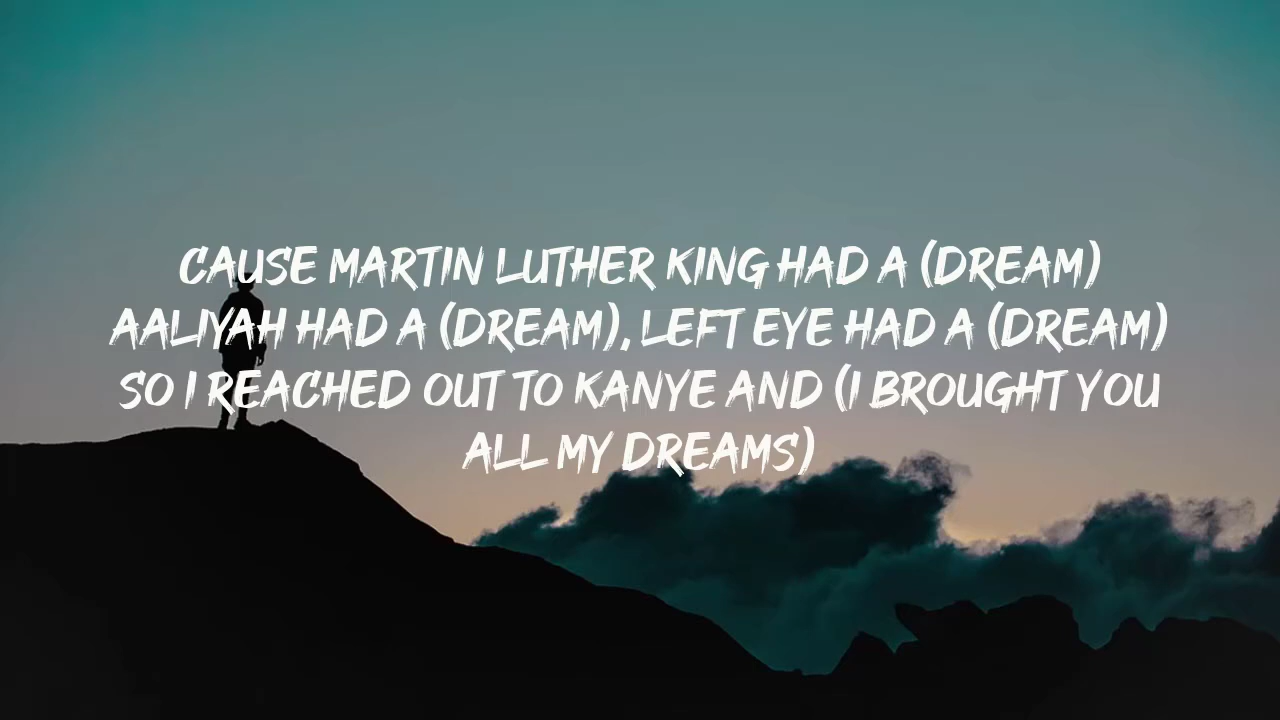 CAUSE MARTIN LUTHER KING HAD A (DREAM)
AALIYAH HAD A (DREAM), LEFT EYE HAD A (DREAM)
SO I REACHED OUT TO KANYE AND (I BROUGHT YOU
ALL MY DREAMS)